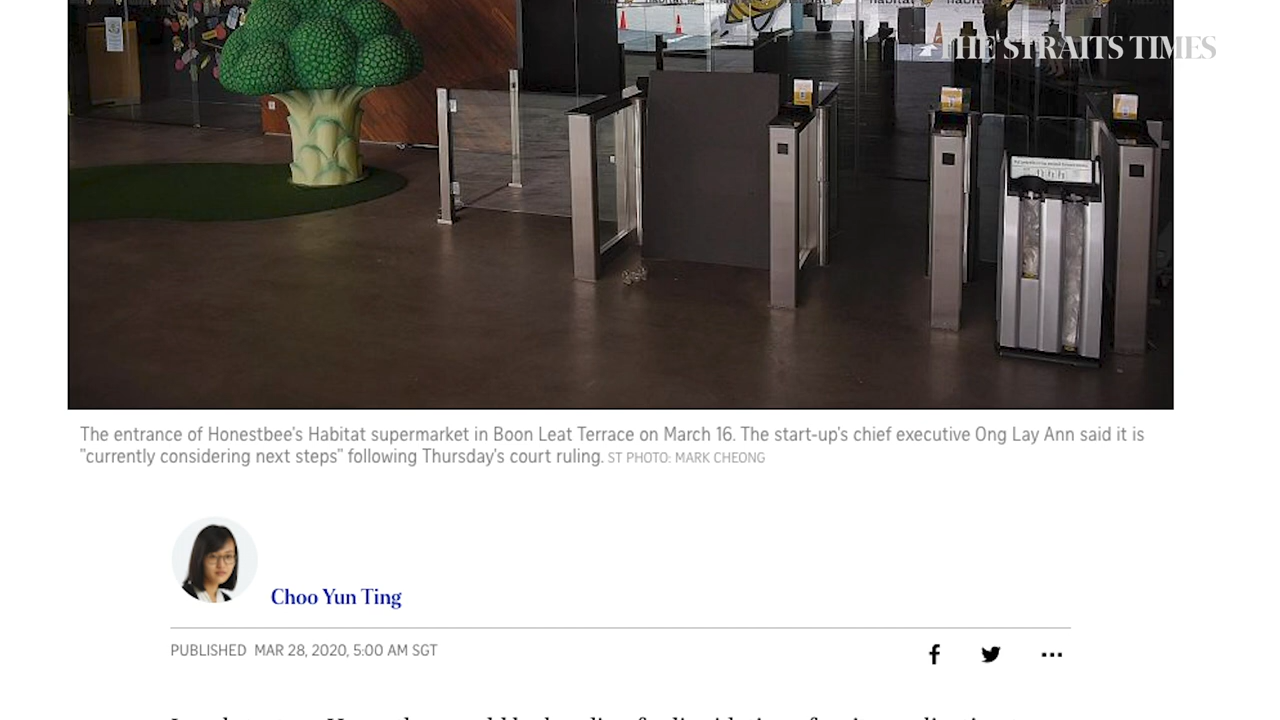 habitat
THE STRAITS TIMES
The entrance of Honestbee's Habitat supermarket in Boon Leat Terrace on March 16. The start-up's chief executive Ong Lay Ann said it is
"currently considering next steps" following Thursday's court ruling. ST PHOTO: MARK CHEONG
Choo Yun Ting
PUBLISHED MAR 28, 2020, 5:00 AM SGT